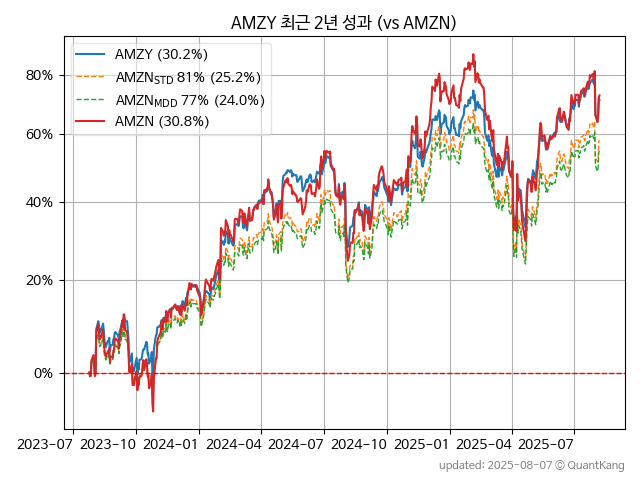 AMZY 최근 2년 성과 (vs AMZN)
AMZY (30.2%)
AMZN_STD 81% (25.2%)
AMZN_MDD 77% (24.0%)
AMZN (30.8%)
80%
60%
40%
20%
0%
2023-07 2023-10 2024-01 2024-04 2024-07 2024-10 2025-01 2025-04 2025-07
updated: 2025-08-07 © QuantKang